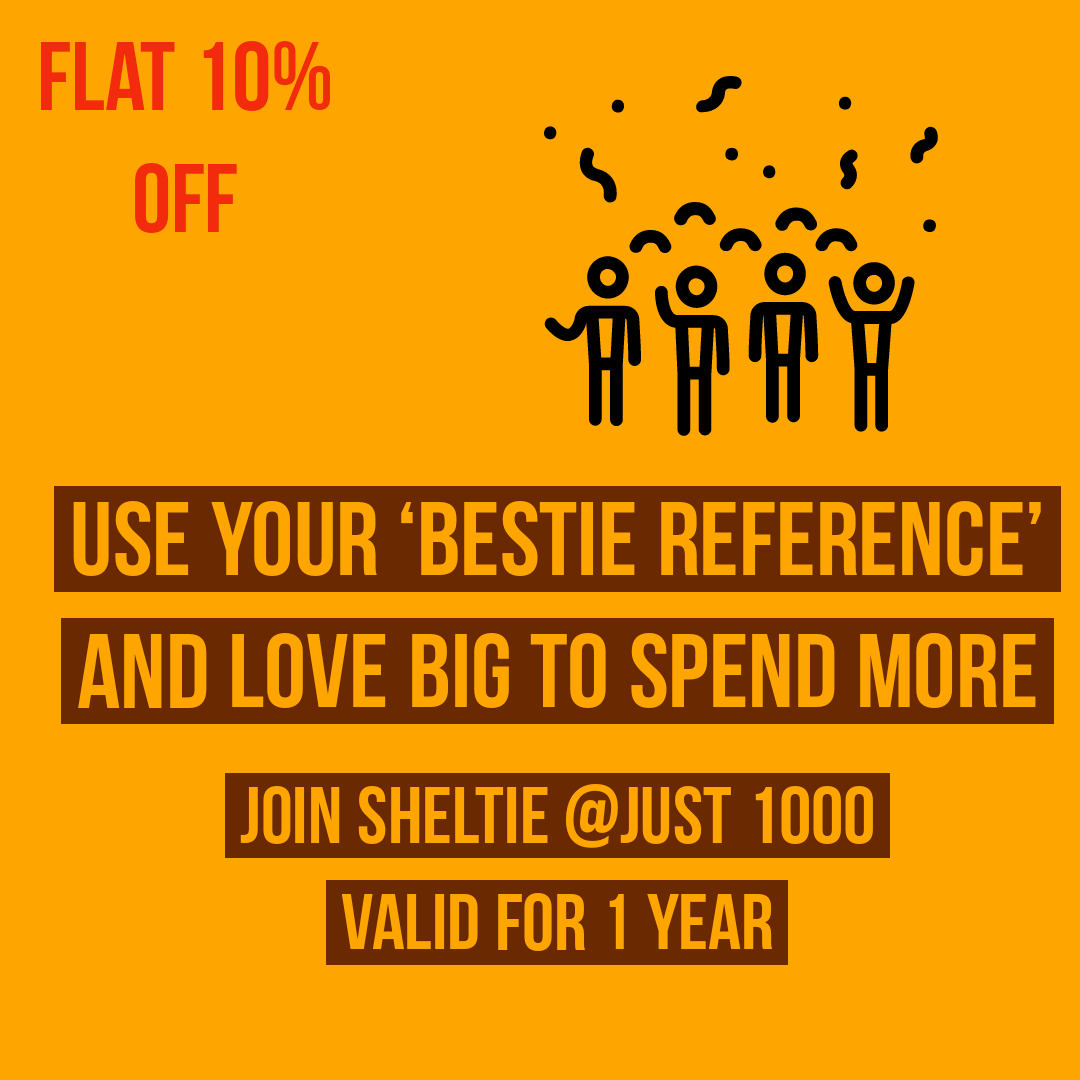 FLAT 10%
OFF
USE YOUR ‘BESTIE REFERENCE’
AND LOVE BIG TO SPEND MORE
JOIN SHELTIE @JUST 1000
VALID FOR 1 YEAR